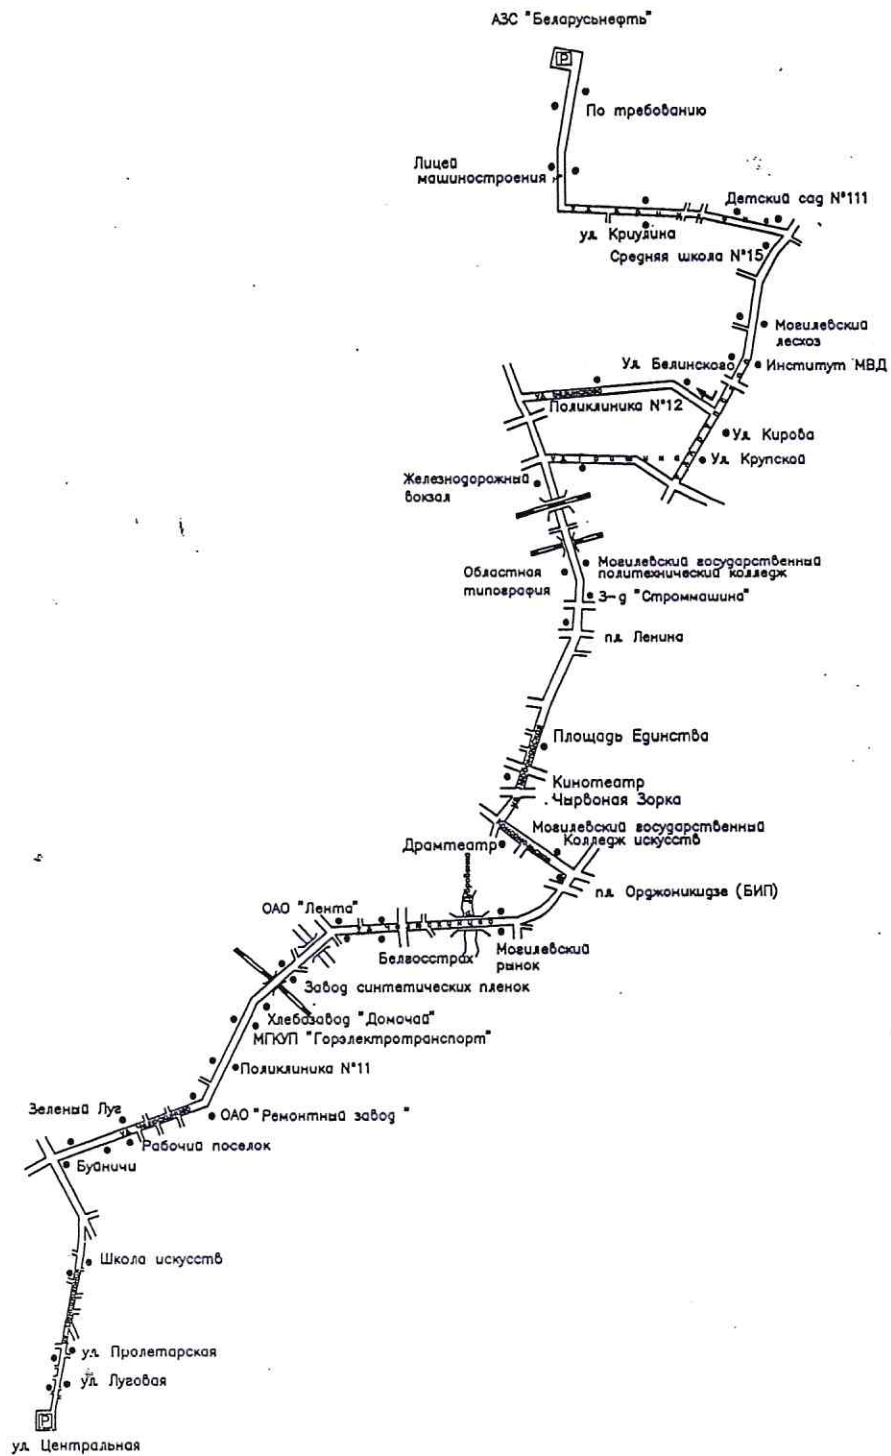 АЗС "Беларусьнефть"
P
По требованию
Лицей
машиностроения
Детский сад №111
ул. Криулина
Средняя школа №15
Могилевский
лесхоз
Ул. Белинского
Институт МВД
Поликлиника №12
Ул. Кирова
Ул. Крупской
Железнодорожный
вокзал
Могилевский государственный
политехнический колледж
Областная
типография
З-д "Строммашина"
пл. Ленина
Площадь Единства
Кинотеатр
Чырвоная Зорка
Могилевский государственный
Колледж искусств
Драмтеатр
пл. Орджоникидзе (БИП)
ОАО "Лента"
Белгосстрах
Могилевский
рынок
Завод синтетических пленок
Хлебозавод "Домочай"
МГКУП "Горэлектротранспорт"
Поликлиника №11
Зеленый Луг
ОАО "Ремонтный завод "
Рабочий поселок
Буйничи
Школа искусств
ул. Пролетарская
ул. Луговая
P
ул. Центральная